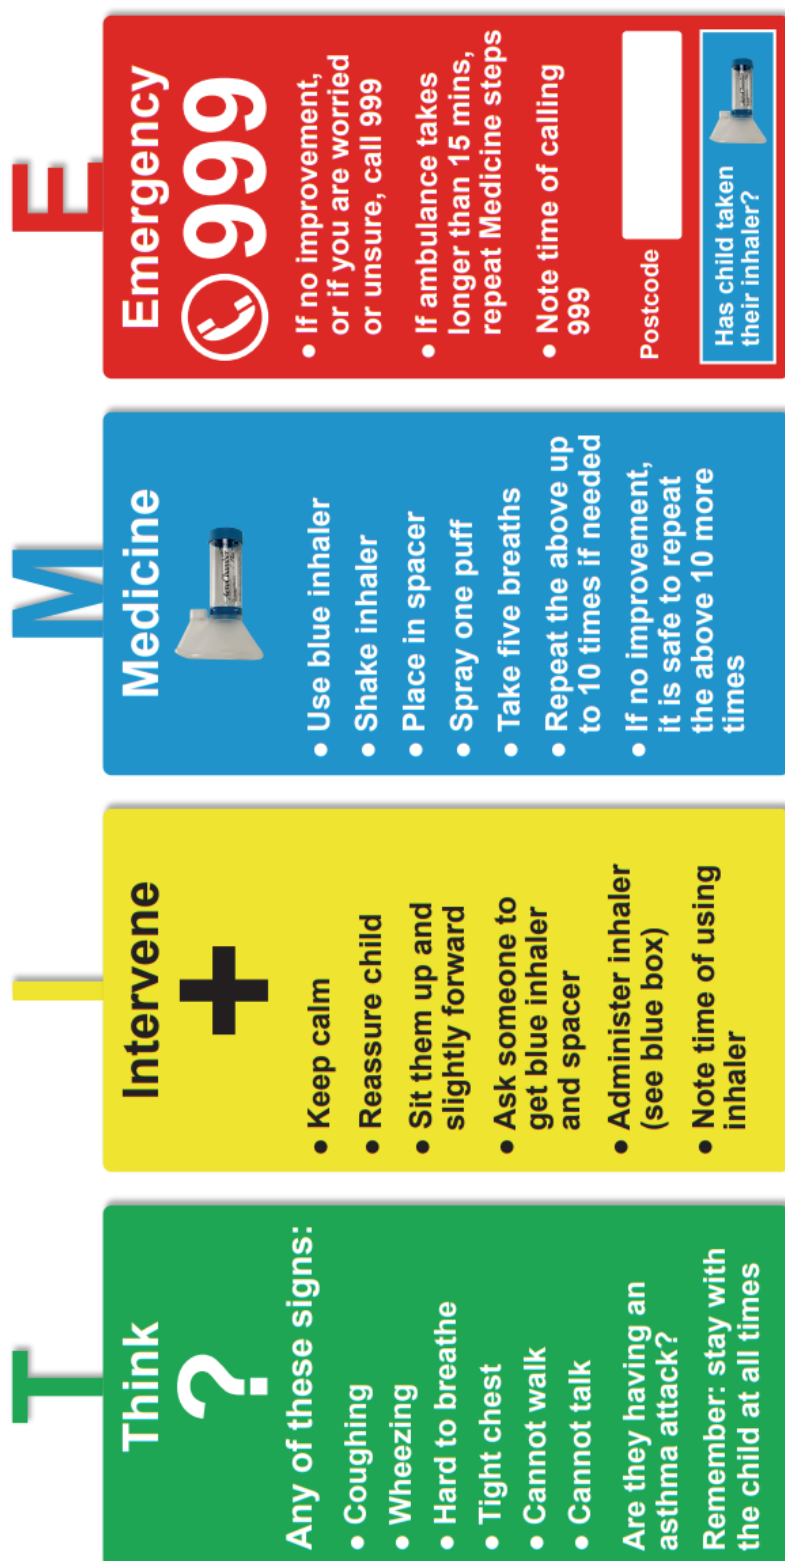 T
Think
?
Any of these signs:
• Coughing
• Wheezing
• Hard to breathe
• Tight chest
• Cannot walk
• Cannot talk
Are they having an
asthma attack?
Remember: stay with
the child at all times
I
Intervene
• Keep calm
• Reassure child
• Sit them up and
slightly forward
• Ask someone to
get blue inhaler
and spacer
• Administer inhaler
(see blue box)
• Note time of using
inhaler
M
Medicine
• Use blue inhaler
• Shake inhaler
• Place in spacer
• Spray one puff
• Take five breaths
• Repeat the above up
to 10 times if needed
• If no improvement,
it is safe to repeat
the above 10 more
times
E
Emergency
999
• If no improvement,
or if you are worried
or unsure, call 999
• If ambulance takes
longer than 15 mins,
repeat Medicine steps
• Note time of calling
999
Postcode
Has child taken
their inhaler?